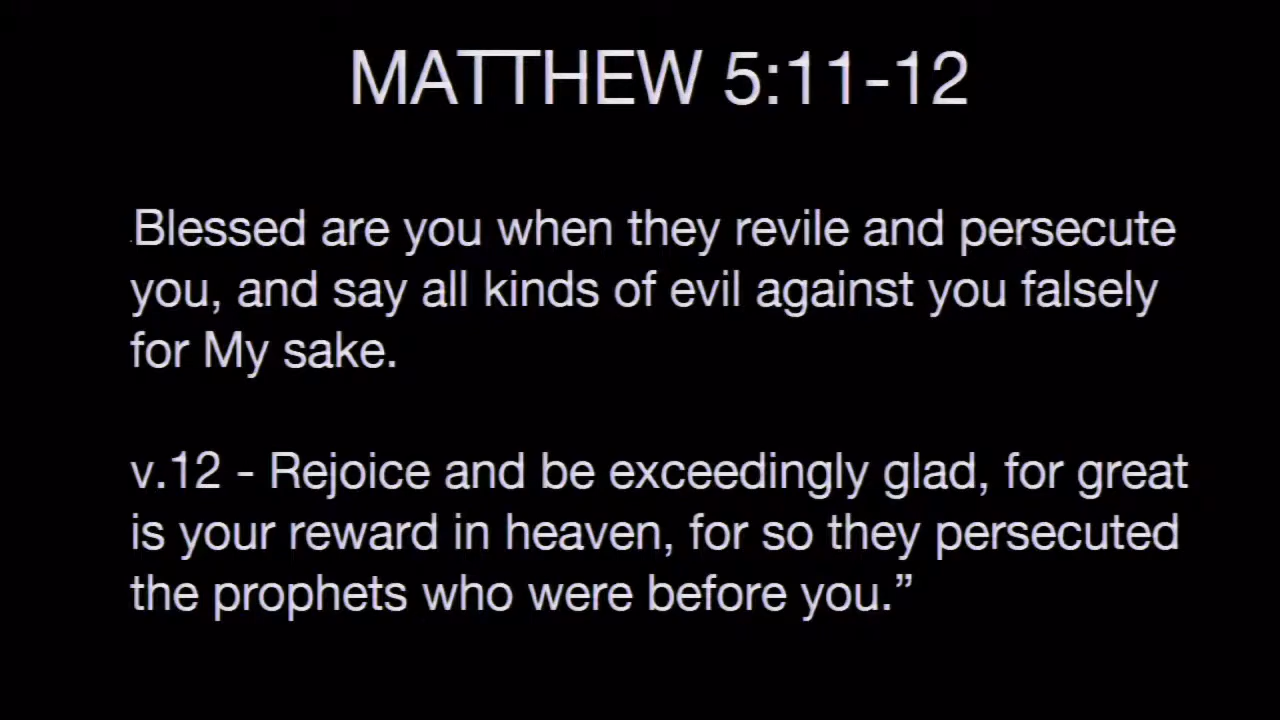 MATTHEW 5:11-12
Blessed are you when they revile and persecute
you, and say all kinds of evil against you falsely
for My sake.
v.12 - Rejoice and be exceedingly glad, for great
is your reward in heaven, for so they persecuted
the prophets who were before you.”